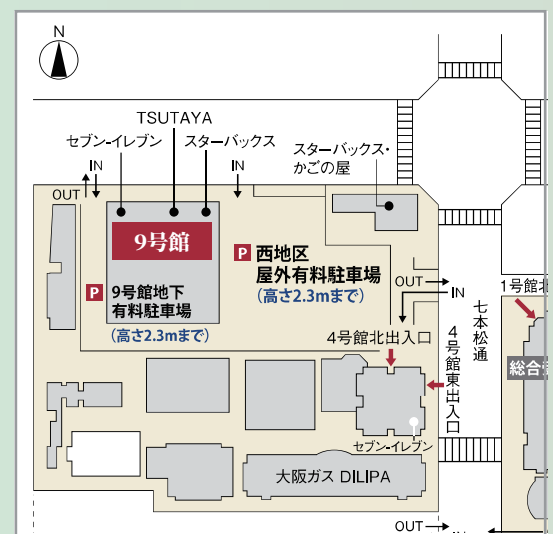 N
TSUTAYA
セブン-イレブン
スターバックス
スターバックス・
かごの屋
IN
IN
OUT
9号館
P
西地区
屋外有料駐車場
(高さ2.3mまで)
P
9号館地下
有料駐車場
(高さ2.3mまで)
OUT
IN
七本松通
1号館北
4号館北出入口
4号館東出入口
総合
セブン-イレブン
大阪ガス DILIPA
OUT
IN